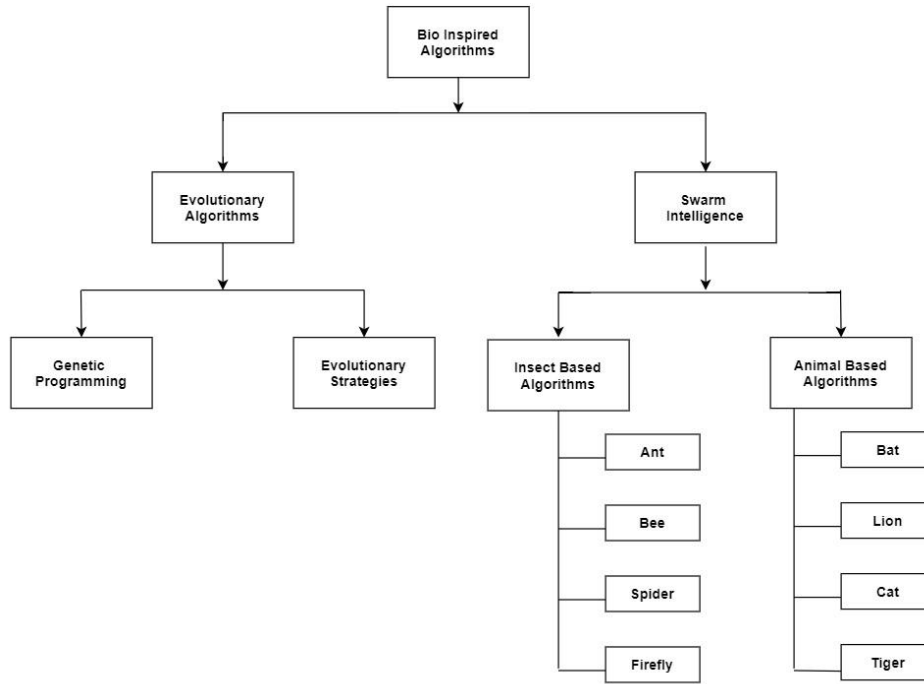 Bio Inspired
Algorithms
Evolutionary
Algorithms
Swarm
Intelligence
Genetic
Programming
Evolutionary
Strategies
Insect Based
Algorithms
Animal Based
Algorithms
Ant
Bat
Bee
Lion
Spider
Cat
Firefly
Tiger